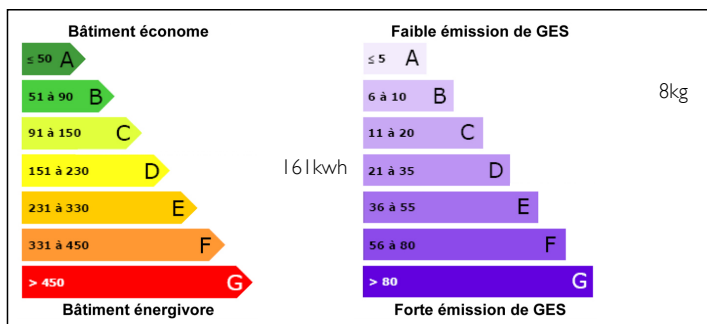 Bâtiment économe
≤ 50 A
51 à 90 B
91 à 150 C
151 à 230 D
231 à 330 E
331 à 450 F
> 450 G
Bâtiment énergivore
161kwh
Faible émission de GES
≤ 5 A
6 à 10 B
11 à 20 C
21 à 35 D
36 à 55 E
56 à 80 F
> 80 G
Forte émission de GES
8kg